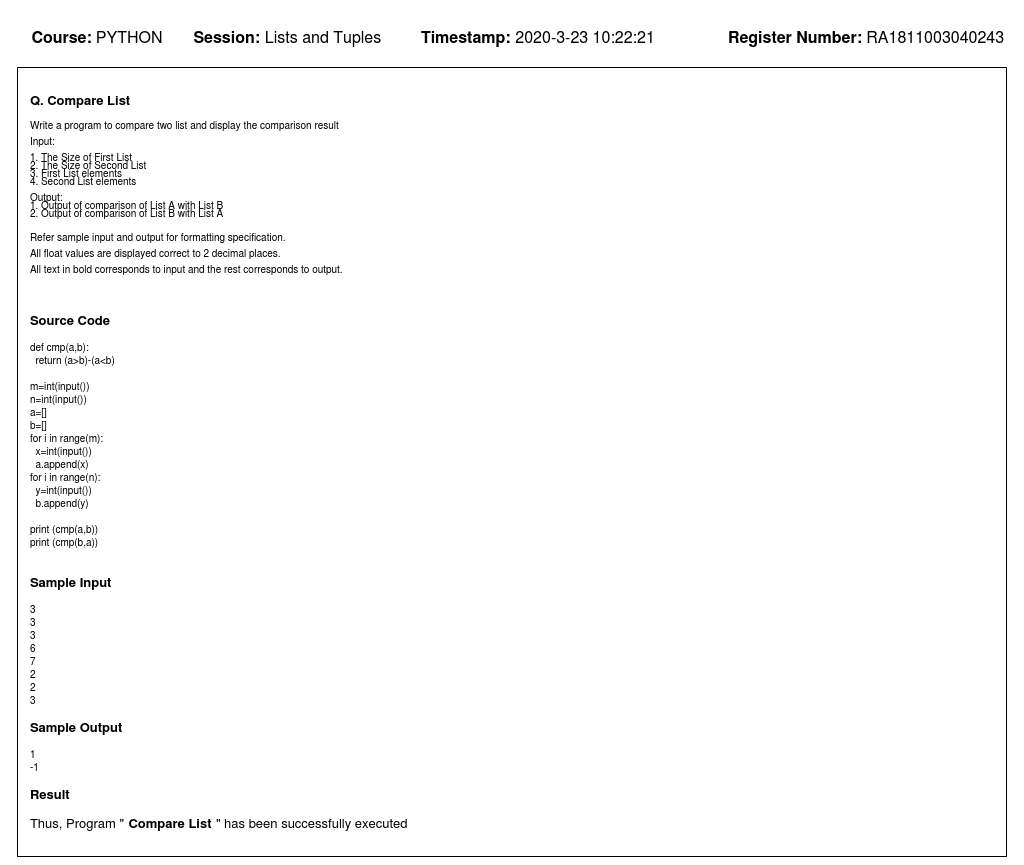 Course: PYTHON Session: Lists and Tuples Timestamp: 2020-3-23 10:22:21 Register Number: RA1811003040243
Q. Compare List
Write a program to compare two list and display the comparison result
Input:
1. The Size of First List
2. The Size of Second List
3. First List elements
4. Second List elements
Output:
1. Output of comparison of List A with List B
2. Output of comparison of List B with List A
Refer sample input and output for formatting specification.
All float values are displayed correct to 2 decimal places.
All text in bold corresponds to input and the rest corresponds to output.
Source Code
def cmp(a,b):
  return (a>b)-(a<b)
m=int(input())
n=int(input())
a=[]
b=[]
for i in range(m):
  x=int(input())
  a.append(x)
for i in range(n):
  y=int(input())
  b.append(y)
print (cmp(a,b))
print (cmp(b,a))
Sample Input
3
3
3
6
7
2
2
3
Sample Output
1
-1
Result
Thus, Program " Compare List " has been successfully executed